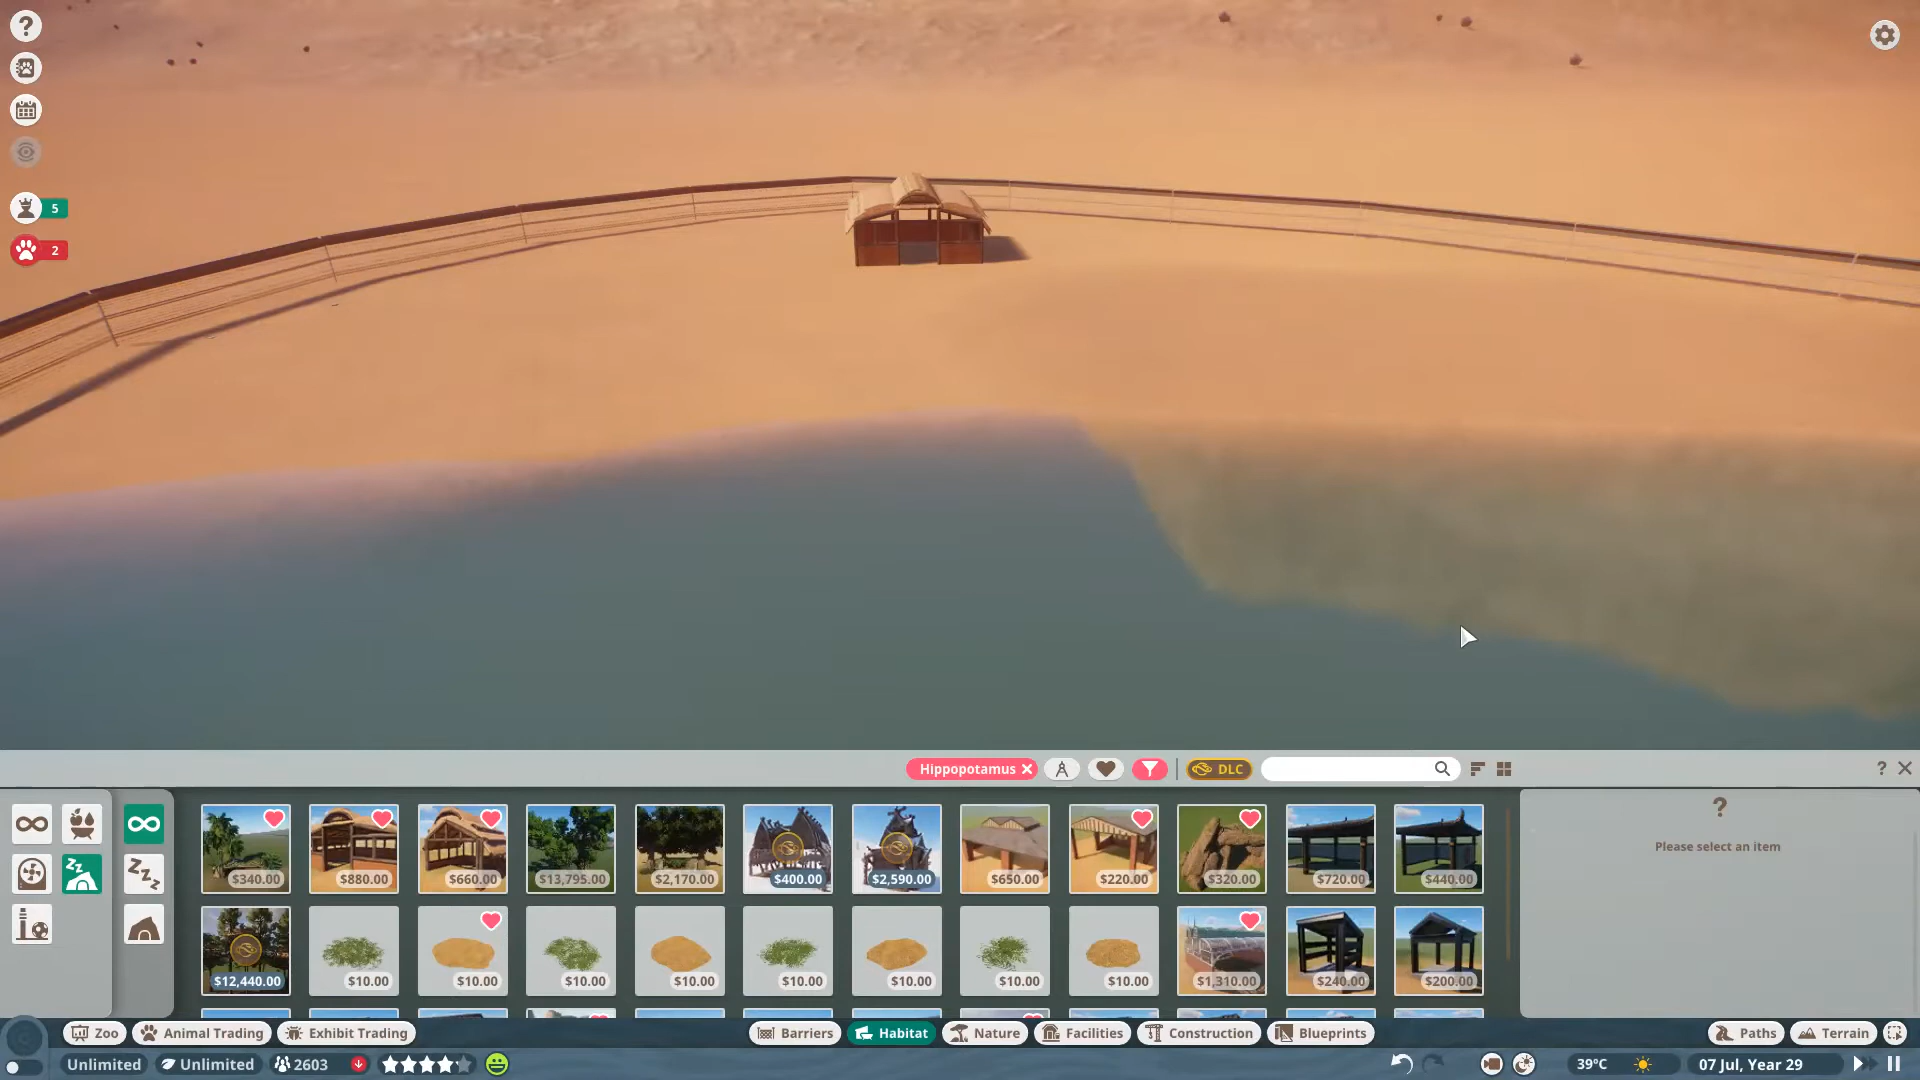 ?
5
2
Hippopotamus ×
DLC
? ×
$340.00 $880.00 $660.00 $13,795.00 $2,170.00 $400.00 $2,590.00 $650.00 $220.00 $320.00 $720.00 $440.00
?
Please select an item
zzz
zzz
$12,440.00 $10.00 $10.00 $10.00 $10.00 $10.00 $10.00 $10.00 $10.00 $1,310.00 $240.00 $200.00
Zoo Animal Trading Exhibit Trading Barriers Habitat Nature Facilities Construction Blueprints Paths Terrain
Unlimited Unlimited 2603 39°C 07 Jul, Year 29